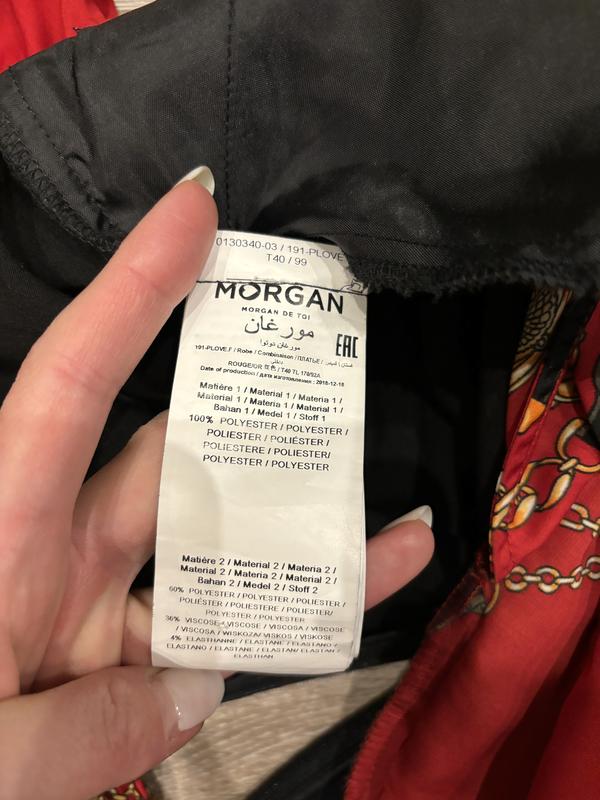 0130340-03 / 191-PLOVE
T40 / 99
MORGAN
MORGAN DE TOI
مورغان
مورغان دوتوا
EAC
191-PLOVE.F / Robe / Combinaison / ПЛАТЬЕ /
ROUGE/OR / T40 TL 170/92A
Date of production / дата изготовления : 2018-12-18
Matière 1 / Material 1 / Materia 1 /
Material 1 / Materia 1 / Material 1 /
Bahan 1 / Medel 1 / Stoff 1
100% POLYESTER / POLYESTER /
POLIESTER / POLIÉSTER /
POLIESTERE / POLIESTER/
POLYESTER / POLYESTER
Matière 2 / Material 2 / Materia 2 /
Material 2 / Materia 2 / Material 2 /
Bahan 2 / Medel 2 / Stoff 2
60% POLYESTER / POLYESTER / POLIESTER /
POLIÉSTER / POLIESTERE / POLIESTER/
POLYESTER / POLYESTER
36% VISCOSE / VISCOSE / VISCOSA / VISCOSE
/ VISCOSA / WISKOZA/ VISKOS / VISKOSE
4% ELASTHANNE / ELASTANE / ELASTANO /
ELASTANO / ELASTANE / ELASTAN/ ELASTAN /
ELASTHAN